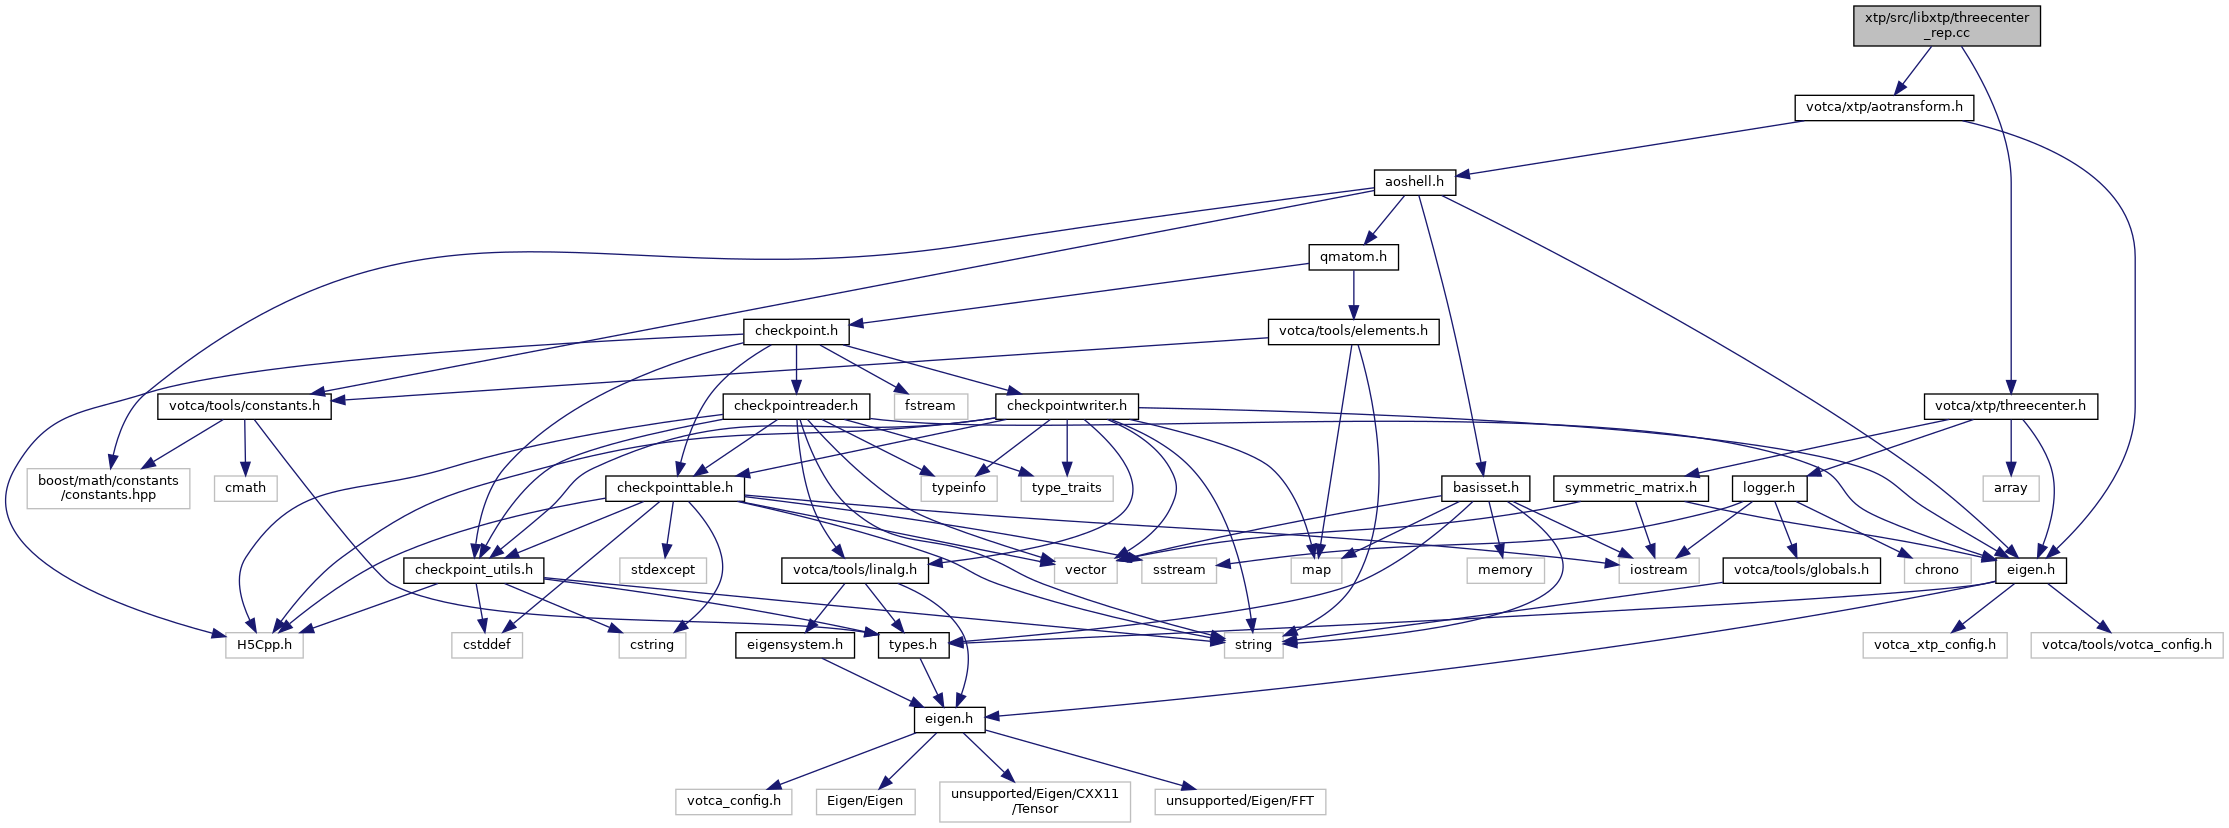 xtp/src/libxtp/threecenter
_rep.cc
votca/xtp/aotransform.h
aoshell.h
qmatom.h
checkpoint.h
votca/tools/elements.h
votca/tools/constants.h
checkpointreader.h
fstream
checkpointwriter.h
votca/xtp/threecenter.h
boost/math/constants
/constants.hpp
cmath
checkpointtable.h
typeinfo
type_traits
basisset.h
symmetric_matrix.h
logger.h
array
checkpoint_utils.h
stdexcept
votca/tools/linalg.h
vector
sstream
map
memory
iostream
votca/tools/globals.h
chrono
eigen.h
H5Cpp.h
cstddef
cstring
eigensystem.h
types.h
string
votca_xtp_config.h
votca/tools/votca_config.h
eigen.h
votca_config.h
Eigen/Eigen
unsupported/Eigen/CXX11
/Tensor
unsupported/Eigen/FFT